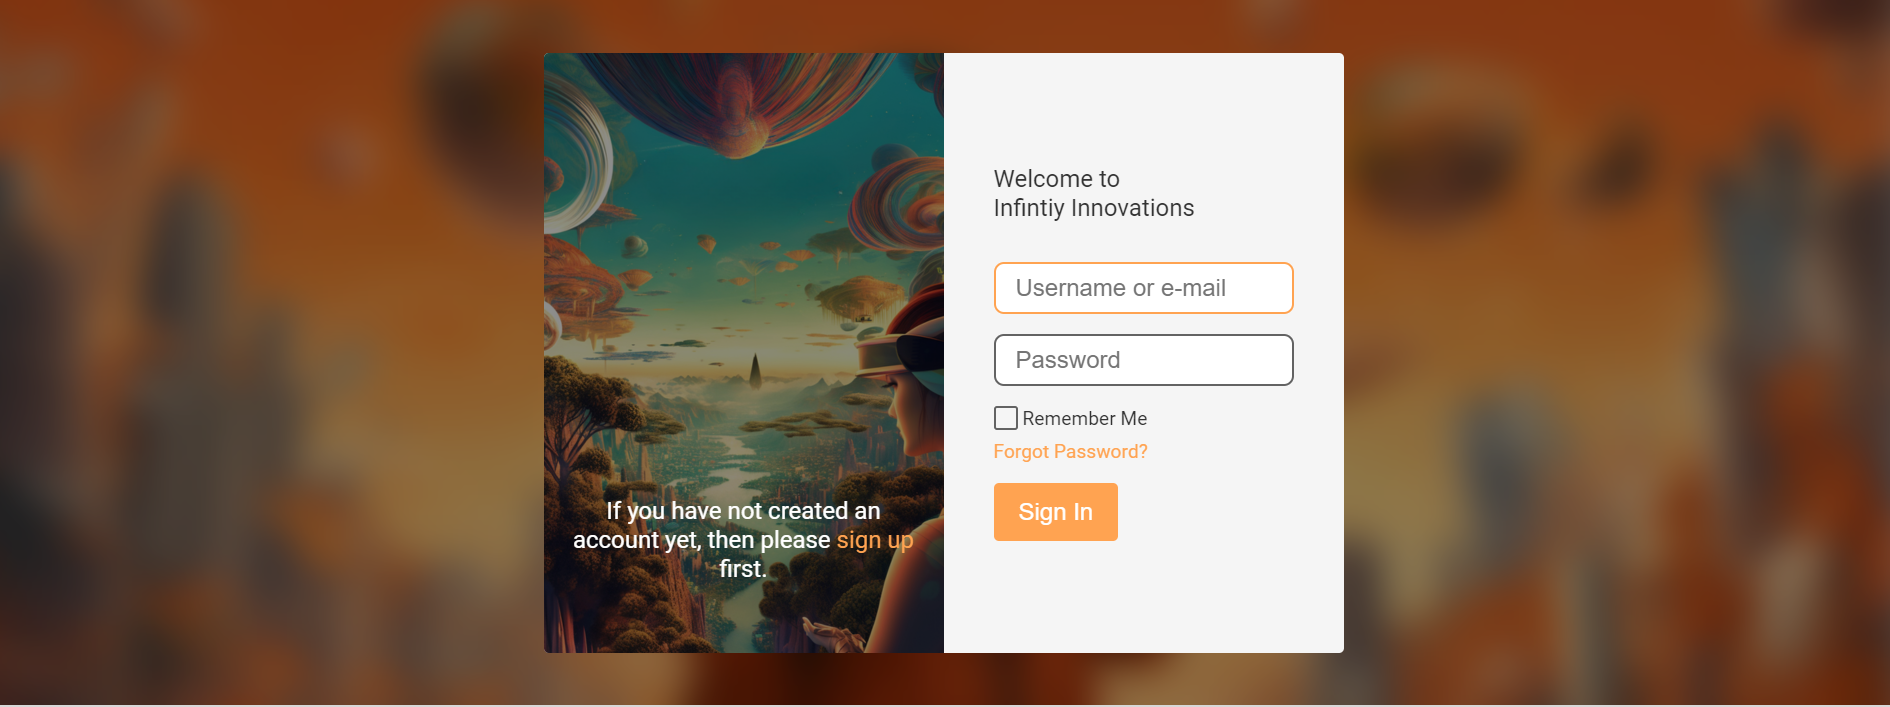 Welcome to
Infintiy Innovations
Username or e-mail
Password
Remember Me
Forgot Password?
Sign In
If you have not created an
account yet, then please sign up
first.